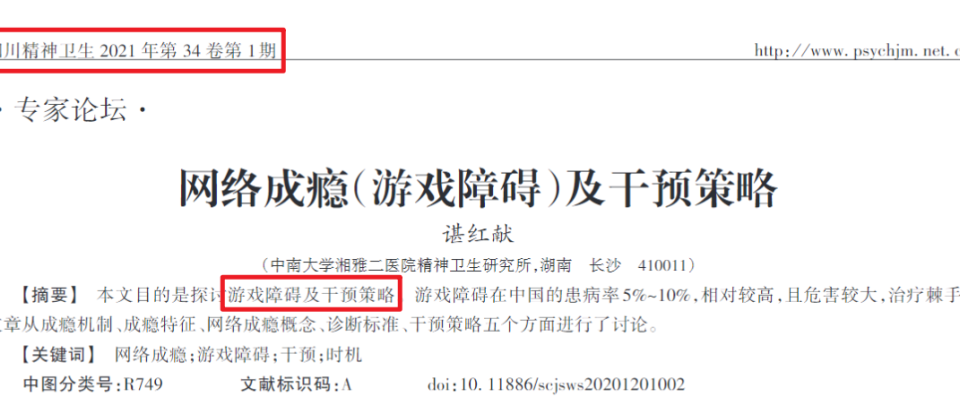 川精神卫生 2021 年第 34 卷第 1 期
http://www.psychjm.net.c
·专家论坛·
网络成瘾(游戏障碍)及干预策略
谌红献
(中南大学湘雅二医院精神卫生研究所,湖南 长沙 410011)
【摘要】 本文目的是探讨游戏障碍及干预策略 游戏障碍在中国的患病率5%~10%,相对较高,且危害较大,治疗棘手
章从成瘾机制、成瘾特征、网络成瘾概念、诊断标准、干预策略五个方面进行了讨论。
【关键词】 网络成瘾;游戏障碍;干预;时机
中图分类号:R749 文献标识码:A doi:10.11886/scjsws20201201002